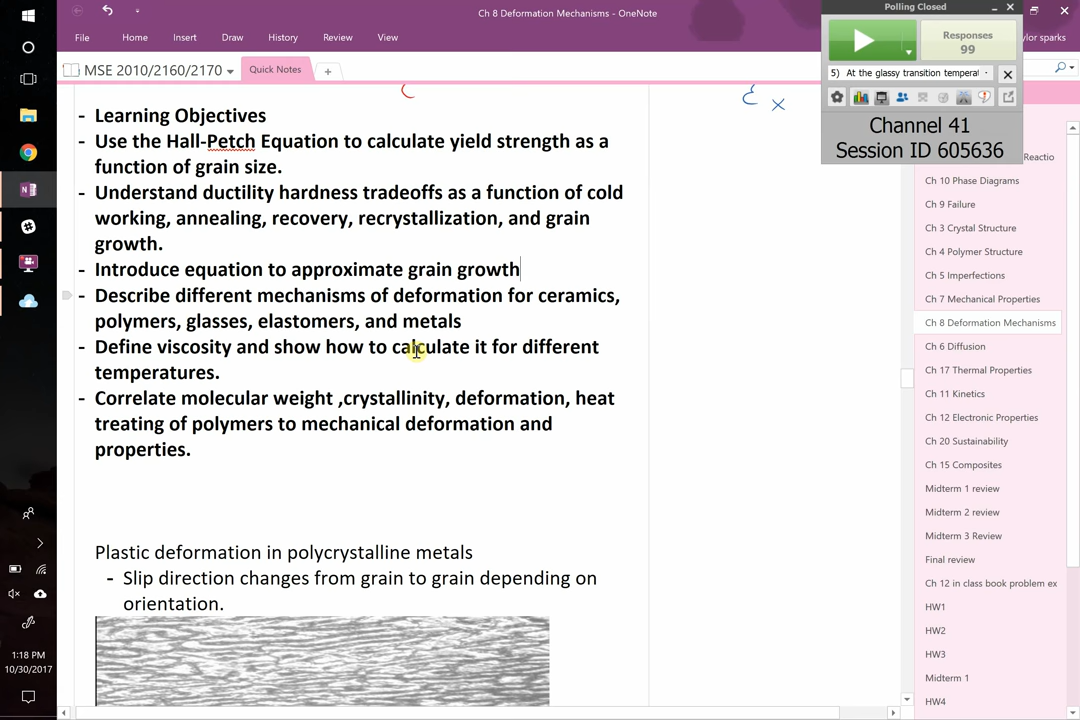 Ch 8 Deformation Mechanisms - OneNote
Polling Closed
ylor sparks
File Home Insert Draw History Review View
Responses
99
MSE 2010/2160/2170
Quick Notes
5) At the glassy transition temperat
Channel 41
Session ID 605636
- Learning Objectives
- Use the Hall-Petch Equation to calculate yield strength as a
function of grain size.
- Understand ductility hardness tradeoffs as a function of cold
working, annealing, recovery, recrystallization, and grain
growth.
- Introduce equation to approximate grain growth
- Describe different mechanisms of deformation for ceramics,
polymers, glasses, elastomers, and metals
- Define viscosity and show how to calculate it for different
temperatures.
- Correlate molecular weight ,crystallinity, deformation, heat
treating of polymers to mechanical deformation and
properties.
Plastic deformation in polycrystalline metals
- Slip direction changes from grain to grain depending on
orientation.
ε x
Reactio
Ch 10 Phase Diagrams
Ch 9 Failure
Ch 3 Crystal Structure
Ch 4 Polymer Structure
Ch 5 Imperfections
Ch 7 Mechanical Properties
Ch 8 Deformation Mechanisms
Ch 6 Diffusion
Ch 17 Thermal Properties
Ch 11 Kinetics
Ch 12 Electronic Properties
Ch 20 Sustainability
Ch 15 Composites
Midterm 1 review
Midterm 2 review
Midterm 3 Review
Final review
Ch 12 in class book problem ex
HW1
HW2
HW3
Midterm 1
HW4
1:18 PM
10/30/2017